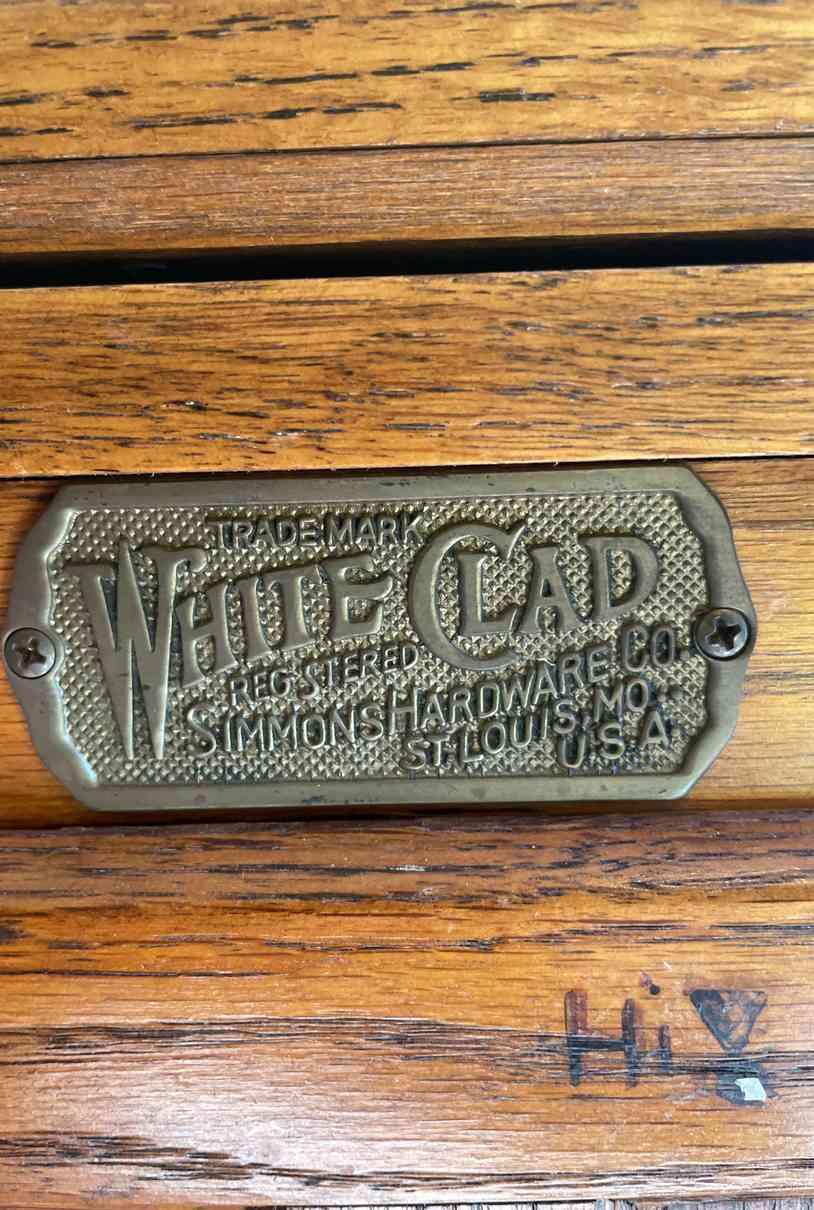 TRADE MARK
WHITE CLAD
REGISTERED
SIMMONS HARDWARE CO.
ST. LOUIS, MO.
U S A
Hi